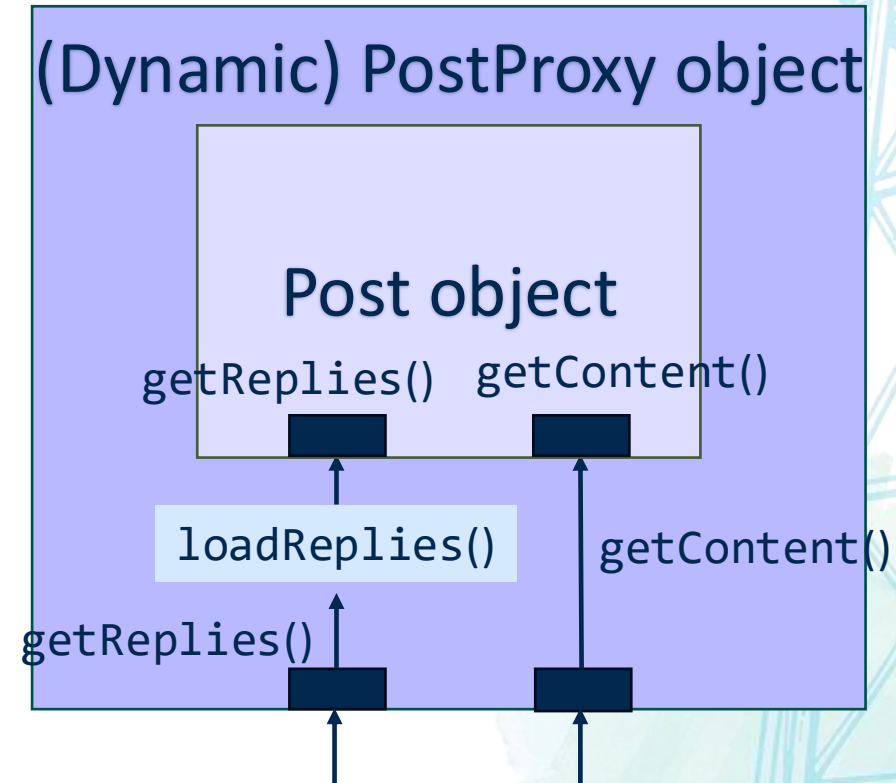 (Dynamic) PostProxy object
Post object
getReplies() getContent()
loadReplies()
getContent()
getReplies()